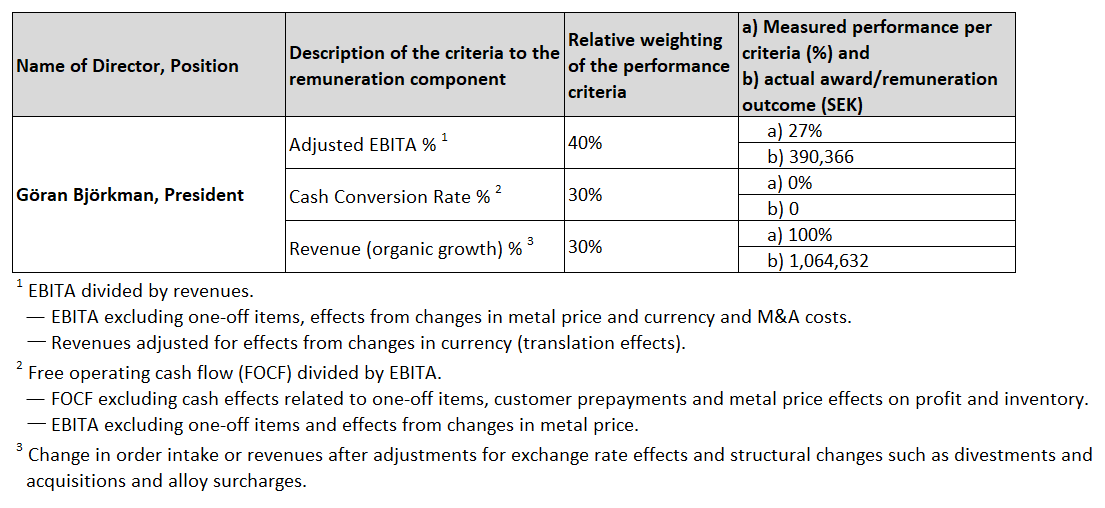 Name of Director, Position
Description of the criteria to the
remuneration component
Relative weighting
of the performance
criteria
a) Measured performance per
criteria (%) and
b) actual award/remuneration
outcome (SEK)
Göran Björkman, President
Adjusted EBITA % 1
40%
a) 27%
b) 390,366
Cash Conversion Rate % 2
30%
a) 0%
b) 0
Revenue (organic growth) % 3
30%
a) 100%
b) 1,064,632
1 EBITA divided by revenues.
— EBITA excluding one-off items, effects from changes in metal price and currency and M&A costs.
— Revenues adjusted for effects from changes in currency (translation effects).
2 Free operating cash flow (FOCF) divided by EBITA.
— FOCF excluding cash effects related to one-off items, customer prepayments and metal price effects on profit and inventory.
— EBITA excluding one-off items and effects from changes in metal price.
3 Change in order intake or revenues after adjustments for exchange rate effects and structural changes such as divestments and
acquisitions and alloy surcharges.